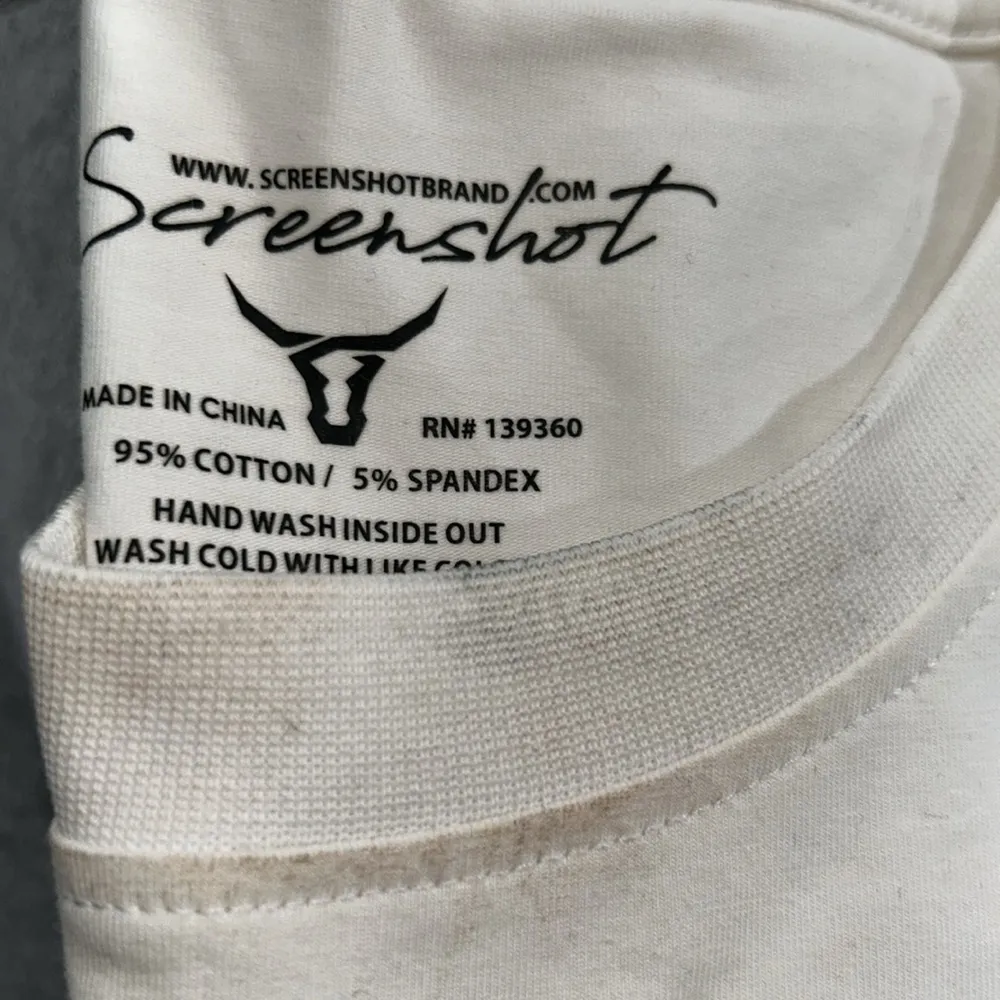 WWW. SCREENSHOTBRAND.COM
Screenshot
MADE IN CHINA
RN# 139360
95% COTTON / 5% SPANDEX
HAND WASH INSIDE OUT
WASH COLD WITH LIKE